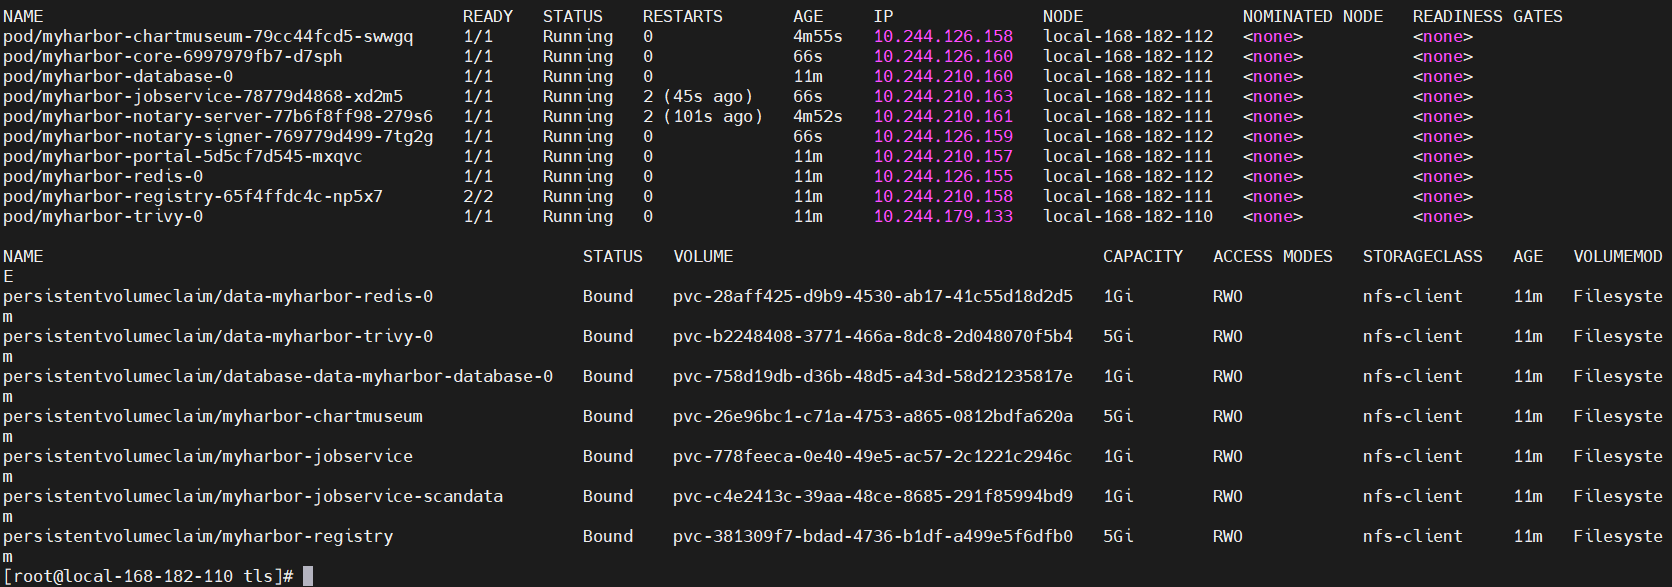 NAME READY STATUS RESTARTS AGE IP NODE NOMINATED NODE READINESS GATES
pod/myharbor-chartmuseum-79cc44fcd5-swwgq 1/1 Running 0 4m55s 10.244.126.158 local-168-182-112 <none> <none>
pod/myharbor-core-6997979fb7-d7sph 1/1 Running 0 66s 10.244.126.160 local-168-182-112 <none> <none>
pod/myharbor-database-0 1/1 Running 0 11m 10.244.210.160 local-168-182-111 <none> <none>
pod/myharbor-jobservice-78779d4868-xd2m5 1/1 Running 2 (45s ago) 66s 10.244.210.163 local-168-182-111 <none> <none>
pod/myharbor-notary-server-77b6f8ff98-279s6 1/1 Running 2 (101s ago) 4m52s 10.244.210.161 local-168-182-111 <none> <none>
pod/myharbor-notary-signer-769779d499-7tg2g 1/1 Running 0 66s 10.244.126.159 local-168-182-112 <none> <none>
pod/myharbor-portal-5d5cf7d545-mxqvc 1/1 Running 0 11m 10.244.210.157 local-168-182-111 <none> <none>
pod/myharbor-redis-0 1/1 Running 0 11m 10.244.126.155 local-168-182-112 <none> <none>
pod/myharbor-registry-65f4ffdc4c-np5x7 2/2 Running 0 11m 10.244.210.158 local-168-182-111 <none> <none>
pod/myharbor-trivy-0 1/1 Running 0 11m 10.244.179.133 local-168-182-110 <none> <none>
NAME STATUS VOLUME CAPACITY ACCESS MODES STORAGECLASS AGE VOLUMEMOD
E
persistentvolumeclaim/data-myharbor-redis-0 Bound pvc-28aff425-d9b9-4530-ab17-41c55d18d2d5 1Gi RWO nfs-client 11m Filesyste
m
persistentvolumeclaim/data-myharbor-trivy-0 Bound pvc-b2248408-3771-466a-8dc8-2d048070f5b4 5Gi RWO nfs-client 11m Filesyste
m
persistentvolumeclaim/database-data-myharbor-database-0 Bound pvc-758d19db-d36b-48d5-a43d-58d21235817e 1Gi RWO nfs-client 11m Filesyste
m
persistentvolumeclaim/myharbor-chartmuseum Bound pvc-26e96bc1-c71a-4753-a865-0812bdfa620a 5Gi RWO nfs-client 11m Filesyste
m
persistentvolumeclaim/myharbor-jobservice Bound pvc-778feeca-0e40-49e5-ac57-2c1221c2946c 1Gi RWO nfs-client 11m Filesyste
m
persistentvolumeclaim/myharbor-jobservice-scandata Bound pvc-c4e2413c-39aa-48ce-8685-291f85994bd9 1Gi RWO nfs-client 11m Filesyste
m
persistentvolumeclaim/myharbor-registry Bound pvc-381309f7-bdad-4736-b1df-a499e5f6dfb0 5Gi RWO nfs-client 11m Filesyste
m
[root@local-168-182-110 tls]#